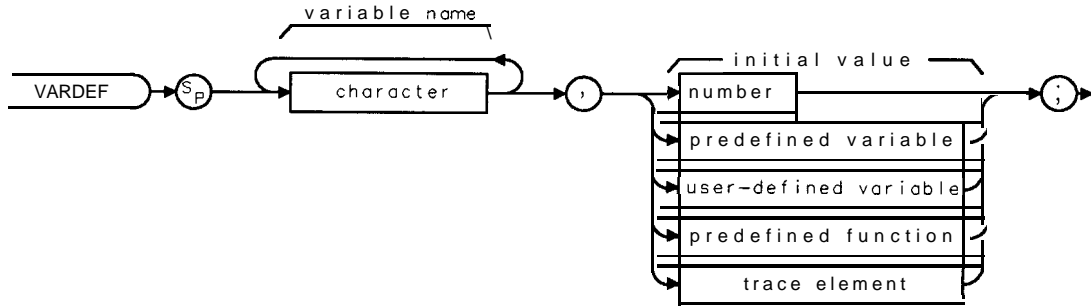 variable name
initial value
VARDEF
SP
character
,
number
;
predefined variable
user-defined variable
predefined function
trace element